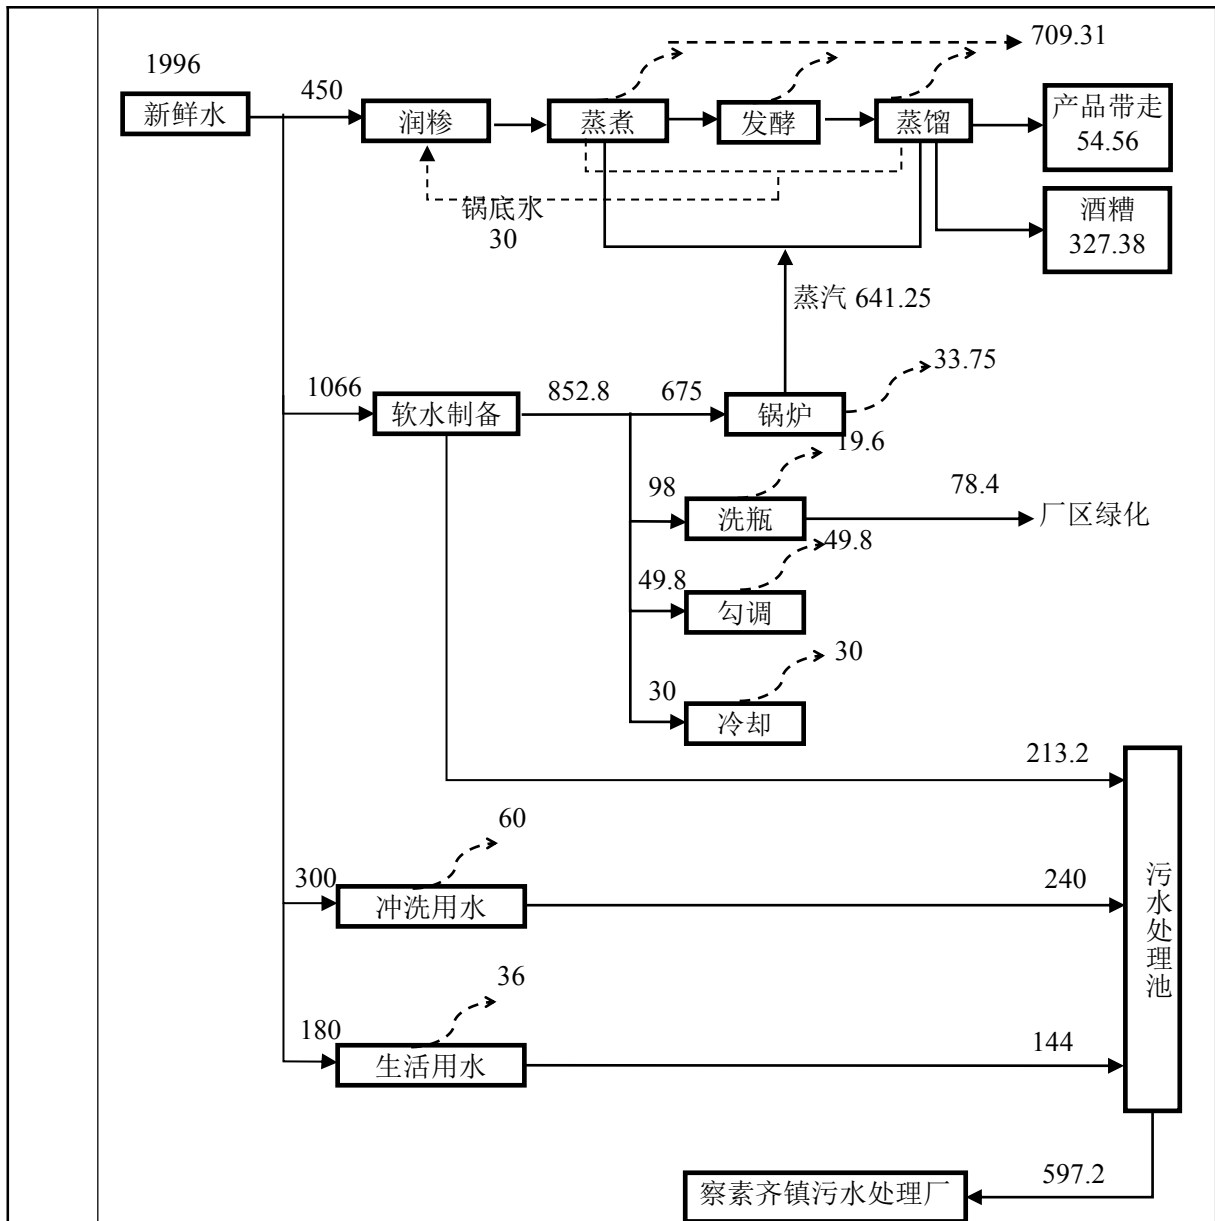 709.31
1996
450
新鲜水
润糁
蒸煮
发酵
蒸馏
产品带走
54.56
锅底水
30
酒糟
327.38
蒸汽 641.25
33.75
1066
852.8
675
软水制备
锅炉
19.6
98
78.4
洗瓶
厂区绿化
49.8
49.8
勾调
30
30
冷却
213.2
60
300
240
冲洗用水
污水处理池
36
180
144
生活用水
597.2
察素齐镇污水处理厂